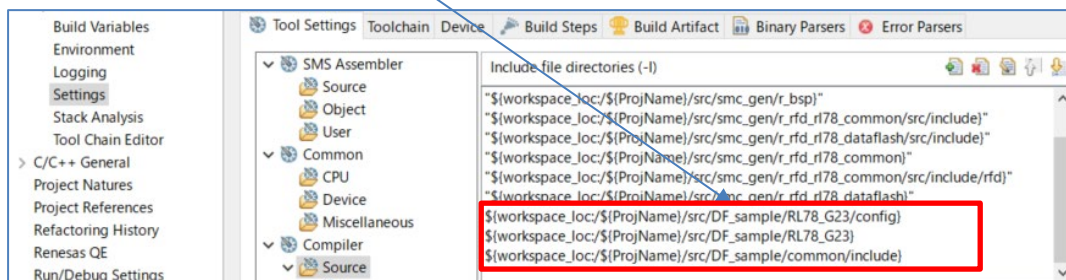 Build Variables
Environment
Logging
Settings
Stack Analysis
Tool Chain Editor
C/C++ General
Project Natures
Project References
Refactoring History
Renesas QE
Run/Debug Settings
Tool Settings Toolchain Device Build Steps Build Artifact Binary Parsers Error Parsers
SMS Assembler
Source
Object
User
Common
CPU
Device
Miscellaneous
Compiler
Source
Include file directories (-I)
"${workspace_loc:/${ProjName}/src/smc_gen/r_bsp}"
"${workspace_loc:/${ProjName}/src/smc_gen/r_rfd_rl78_common/src/include}"
"${workspace_loc:/${ProjName}/src/smc_gen/r_rfd_rl78_dataflash/src/include}"
"${workspace_loc:/${ProjName}/src/smc_gen/r_rfd_rl78_common}"
"${workspace_loc:/${ProjName}/src/smc_gen/r_rfd_rl78_common/src/include/rfd}"
"${workspace_loc:/${ProjName}/src/smc_gen/r_rfd_rl78_dataflash}"
${workspace_loc:/${ProjName}/src/DF_sample/RL78_G23/config}
${workspace_loc:/${ProjName}/src/DF_sample/RL78_G23}
${workspace_loc:/${ProjName}/src/DF_sample/common/include}